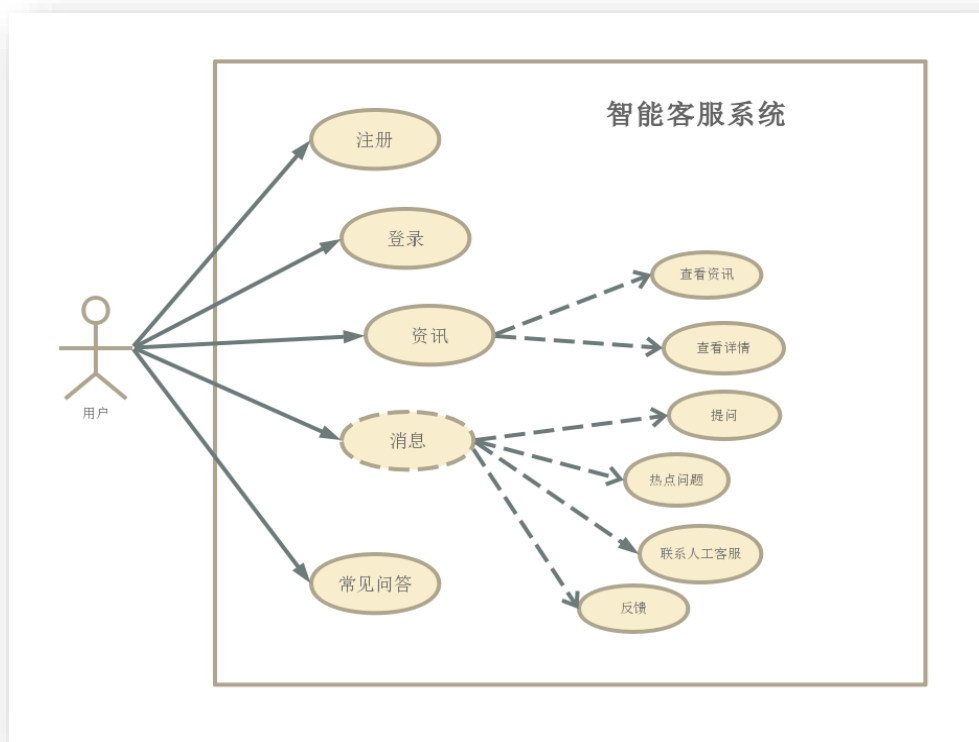 智能客服系统
注册
登录
资讯
查看资讯
查看详情
用户
消息
提问
热点问题
联系人工客服
常见问答
反馈